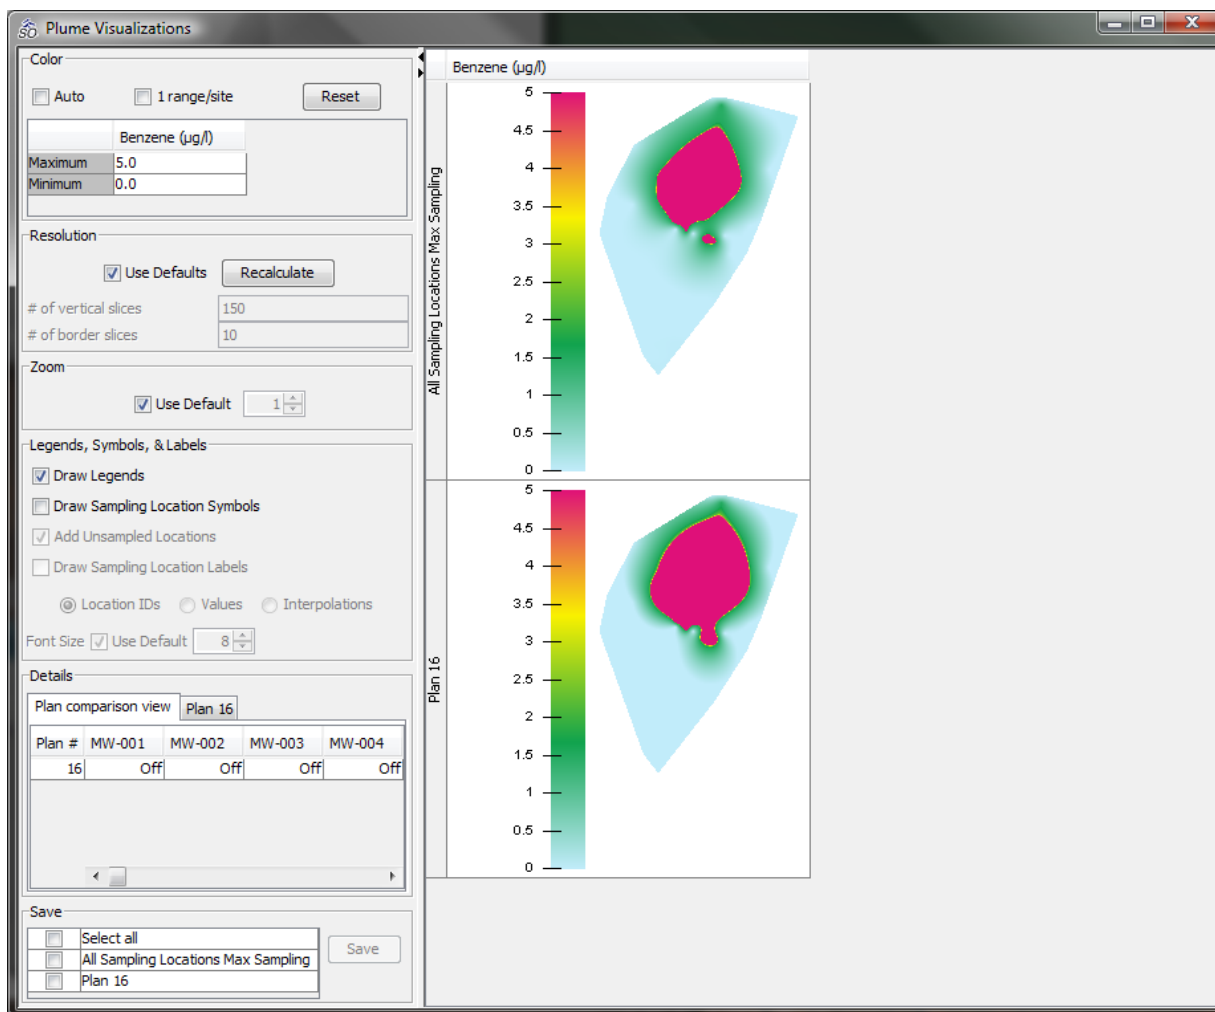 SO Plume Visualizations
Color
Auto
1 range/site
Reset
Benzene (µg/l)
Maximum 5.0
Minimum 0.0
Resolution
Use Defaults
Recalculate
# of vertical slices 150
# of border slices 10
Zoom
Use Default 1
Legends, Symbols, & Labels
Draw Legends
Draw Sampling Location Symbols
Add Unsampled Locations
Draw Sampling Location Labels
Location IDs Values Interpolations
Font Size Use Default 8
Details
Plan comparison view Plan 16
Plan # MW-001 MW-002 MW-003 MW-004
16 Off Off Off Off
Save
Select all
All Sampling Locations Max Sampling
Plan 16
Save
Benzene (µg/l)
All Sampling Locations Max Sampling
5
4.5
4
3.5
3
2.5
2
1.5
1
0.5
0
Plan 16
5
4.5
4
3.5
3
2.5
2
1.5
1
0.5
0